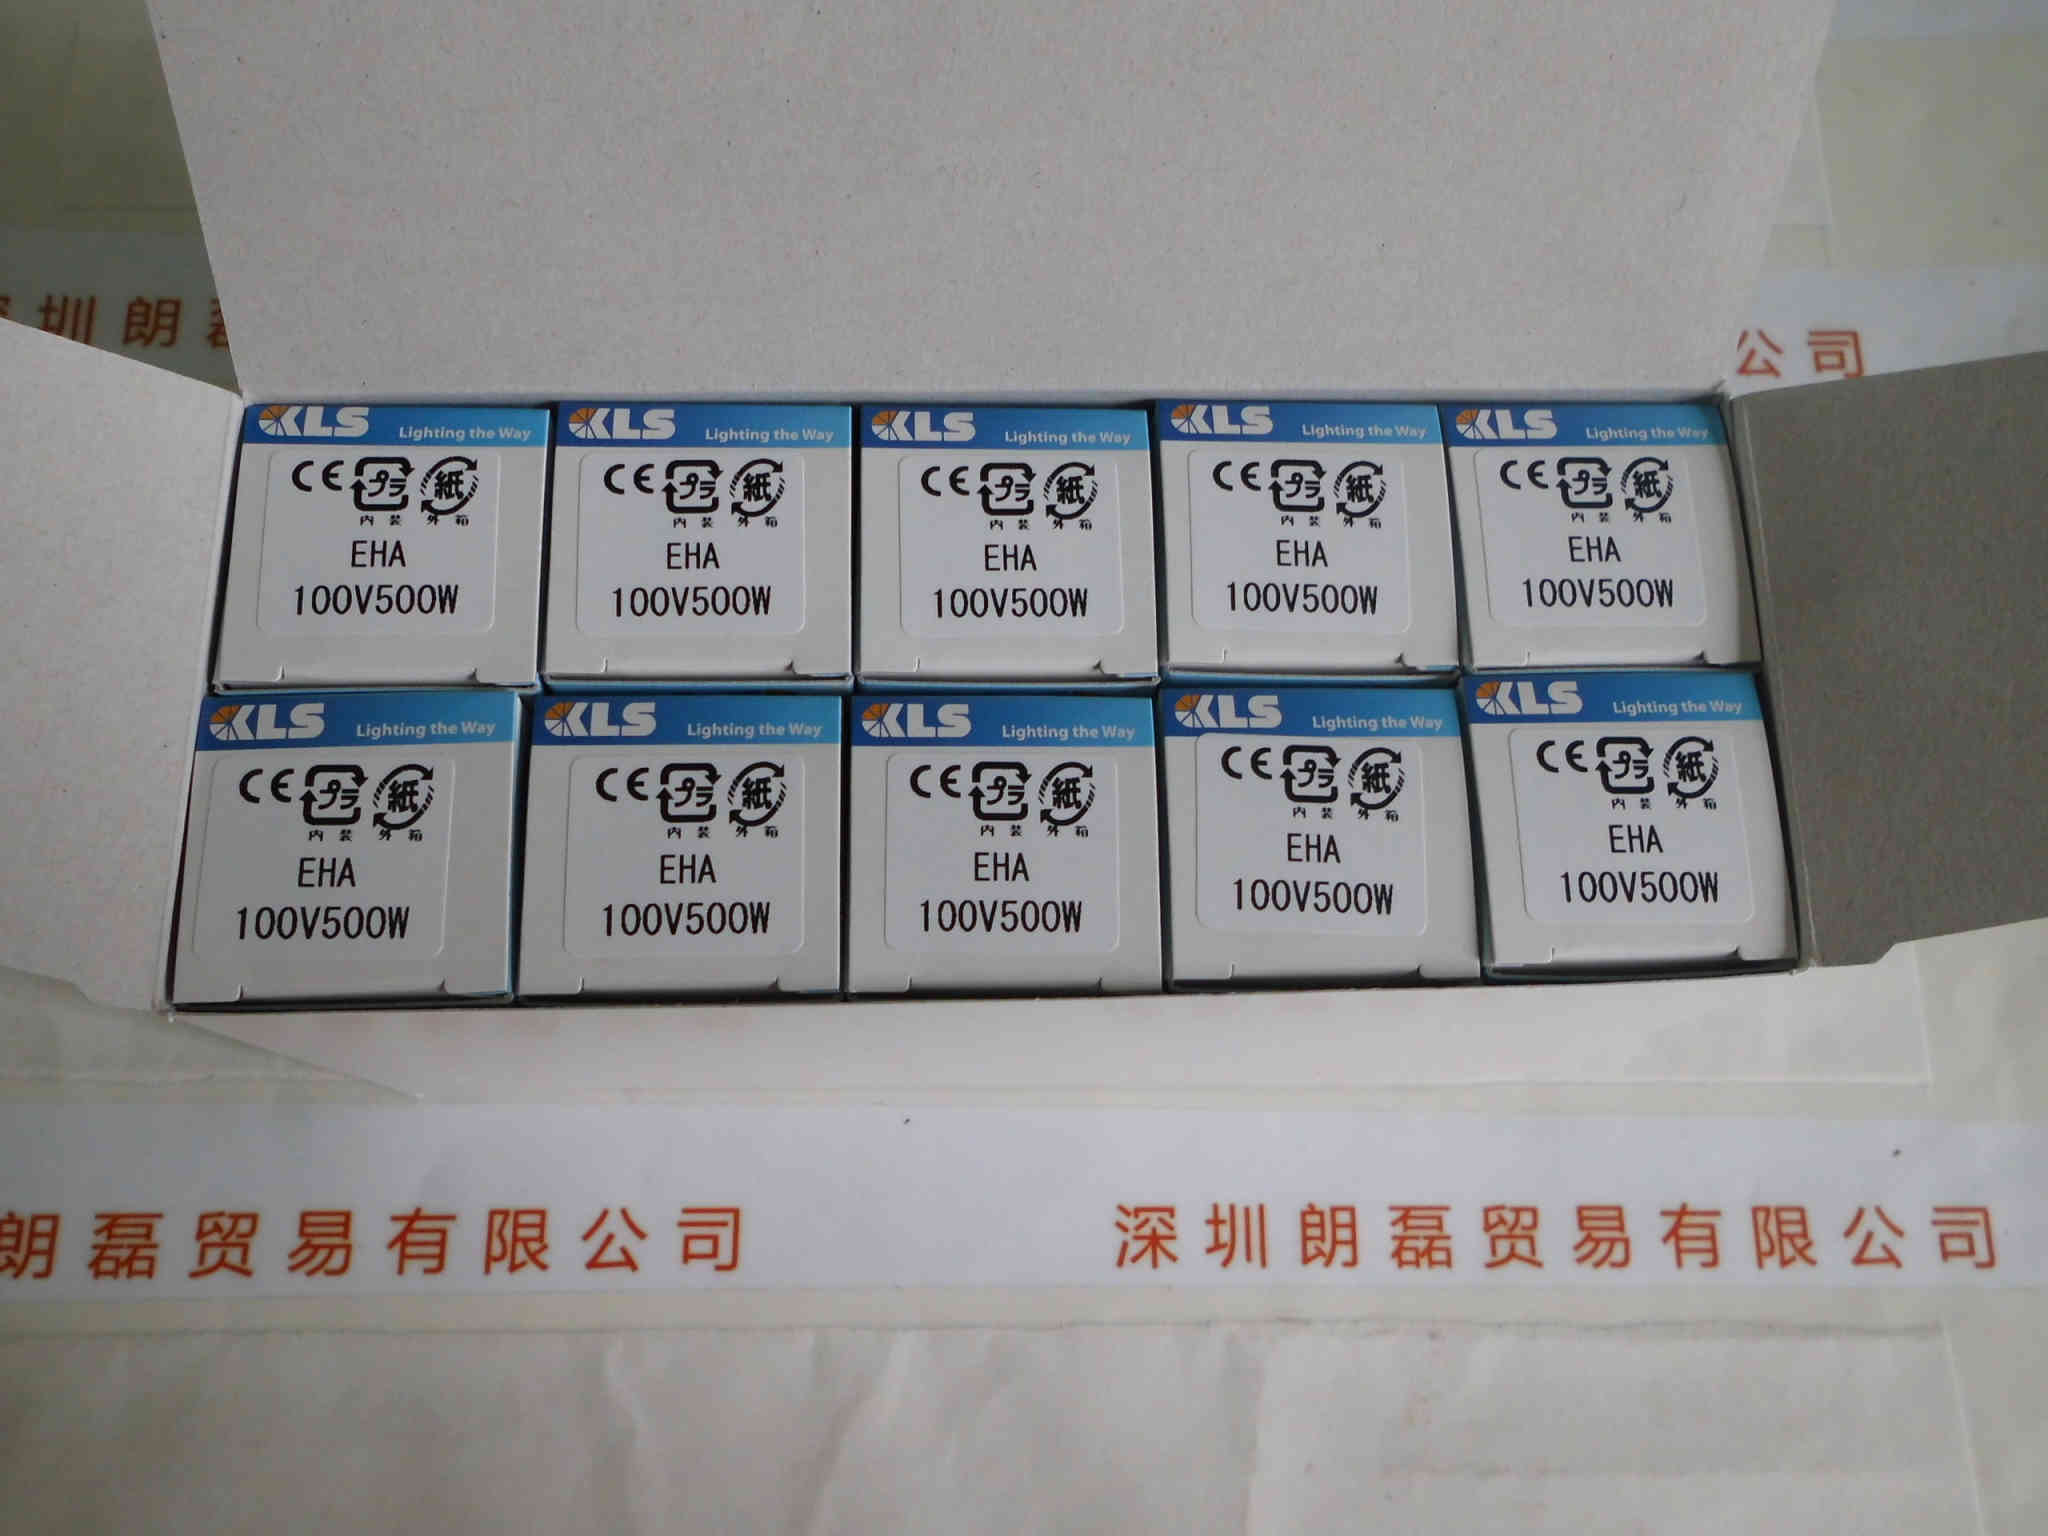 圳朗
公司
KLS Lighting the Way
KLS Lighting the Way
KLS Lighting the Way
KLS Lighting the Way
KLS Lighting the Way
CE プラ 紙
内装 外箱
EHA
100V500W
CE プラ 紙
内装 外箱
EHA
100V500W
CE プラ 紙
内装 外箱
EHA
100V500W
CE プラ 紙
内装 外箱
EHA
100V500W
CE プラ 紙
内装 外箱
EHA
100V500W
KLS Lighting the Way
KLS Lighting the Way
KLS Lighting the Way
KLS Lighting the Way
KLS Lighting the Way
CE プラ 紙
内装 外箱
EHA
100V500W
CE プラ 紙
内装 外箱
EHA
100V500W
CE プラ 紙
内装 外箱
EHA
100V500W
CE プラ 紙
内装 外箱
EHA
100V500W
CE プラ 紙
内装 外箱
EHA
100V500W
朗磊贸易有限公司
深圳朗磊贸易有限公司